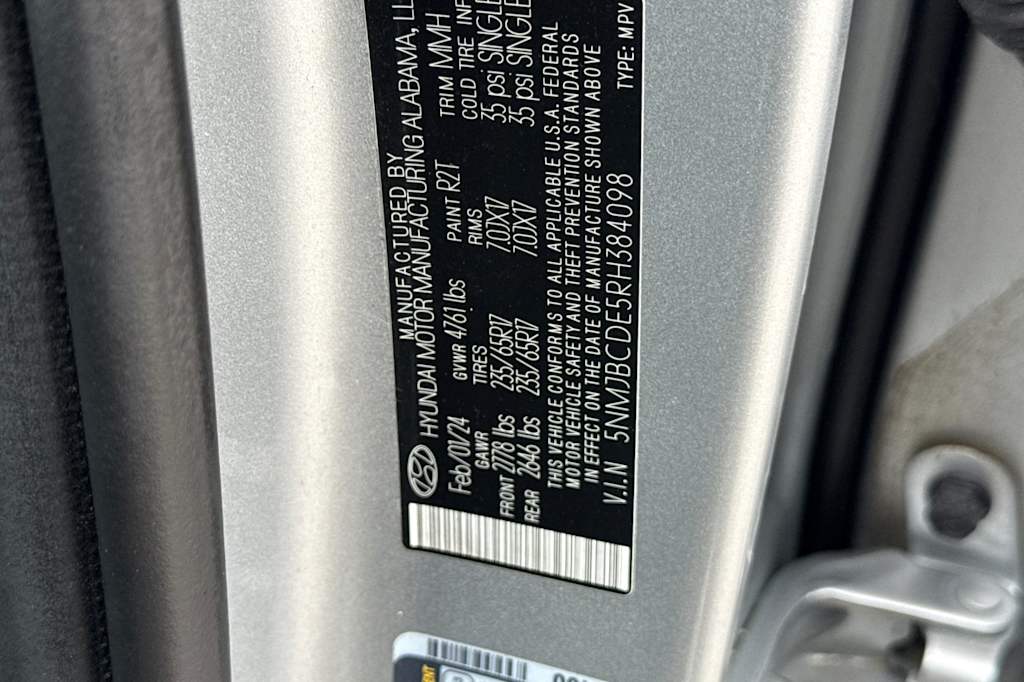 MANUFACTURED BY
HYUNDAI MOTOR MANUFACTURING ALABAMA, LL
Feb/01/24 GVWR 4761 lbs PAINT R2T TRIM MMH
GAWR TIRES RIMS COLD TIRE INF
FRONT 2778 lbs 235/65R17 7.0JX17 35 psi SINGLE
REAR 2646 lbs 235/65R17 7.0JX17 35 psi SINGLE
THIS VEHICLE CONFORMS TO ALL APPLICABLE U.S.A. FEDERAL
MOTOR VEHICLE SAFETY AND THEFT PREVENTION STANDARDS
IN EFFECT ON THE DATE OF MANUFACTURE SHOWN ABOVE
V.I.N 5NMJBCDE5RH384098 TYPE: MPV